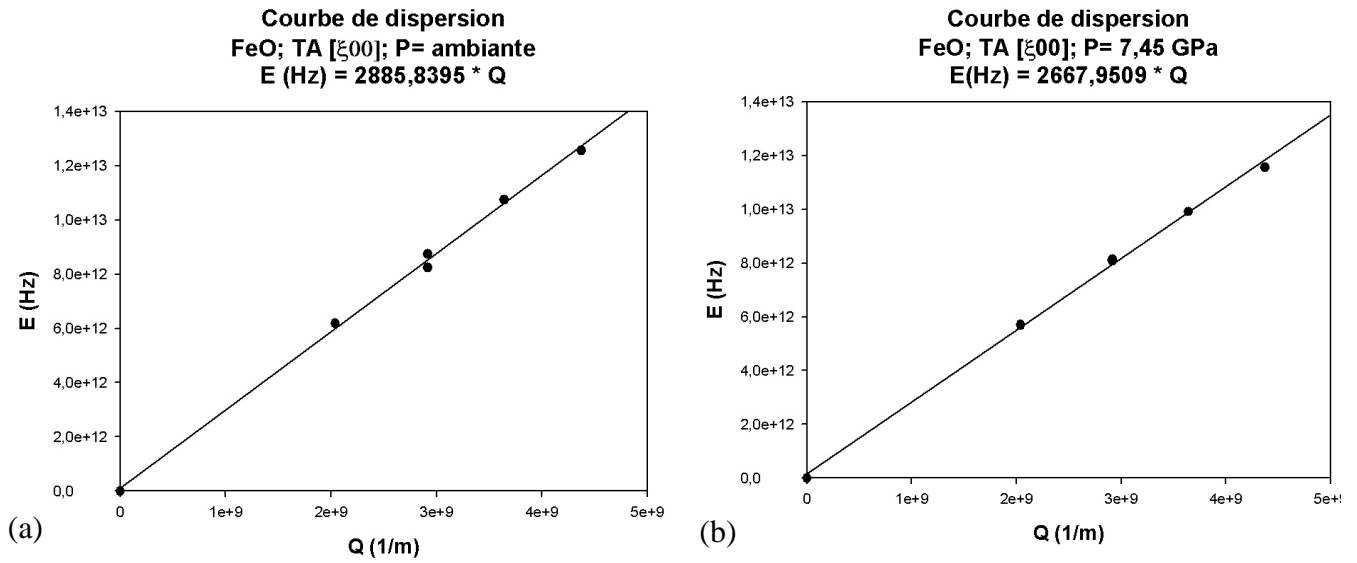 Courbe de dispersion
FeO; TA [ξ00]; P= ambiante
E (Hz) = 2885,8395 * Q
1,4e+13
1,2e+13
1,0e+13
8,0e+12
6,0e+12
4,0e+12
2,0e+12
0,0
E (Hz)
0 1e+9 2e+9 3e+9 4e+9 5e+9
Q (1/m)
(a)
Courbe de dispersion
FeO; TA [ξ00]; P= 7,45 GPa
E(Hz) = 2667,9509 * Q
1,4e+13
1,2e+13
1,0e+13
8,0e+12
6,0e+12
4,0e+12
2,0e+12
0,0
E (Hz)
0 1e+9 2e+9 3e+9 4e+9 5e+
Q (1/m)
(b)